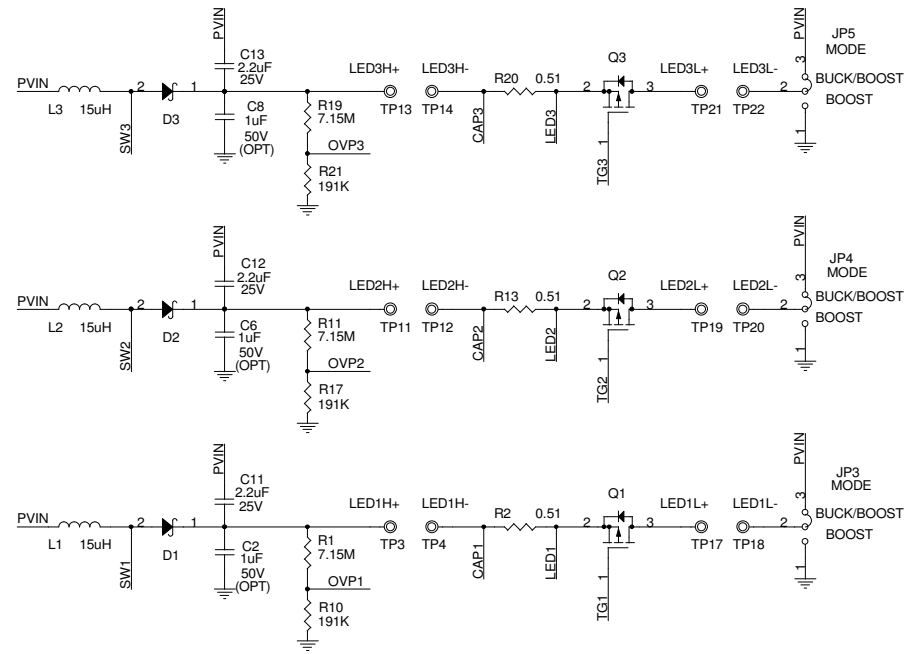 PVIN
PVIN
C13
2.2uF
25V
JP5
MODE
Q3
PVIN
L3 15uH
2 1
D3
SW3
C8
1uF
50V
(OPT)
R19
7.15M
OVP3
R21
191K
LED3H+ LED3H-
TP13 TP14
R20 0.51
CAP3
LED3
2 3
TG3 1
LED3L+ LED3L-
TP21 TP22
3
2
1
BUCK/BOOST
BOOST
PVIN
PVIN
C12
2.2uF
25V
JP4
MODE
Q2
PVIN
L2 15uH
2 1
D2
SW2
C6
1uF
50V
(OPT)
R11
7.15M
OVP2
R17
191K
LED2H+ LED2H-
TP11 TP12
R13 0.51
CAP2
LED2
2 3
TG2 1
LED2L+ LED2L-
TP19 TP20
3
2
1
BUCK/BOOST
BOOST
PVIN
PVIN
C11
2.2uF
25V
JP3
MODE
Q1
PVIN
L1 15uH
2 1
D1
SW1
C2
1uF
50V
(OPT)
R1
7.15M
OVP1
R10
191K
LED1H+ LED1H-
TP3 TP4
R2 0.51
CAP1
LED1
2 3
TG1 1
LED1L+ LED1L-
TP17 TP18
3
2
1
BUCK/BOOST
BOOST